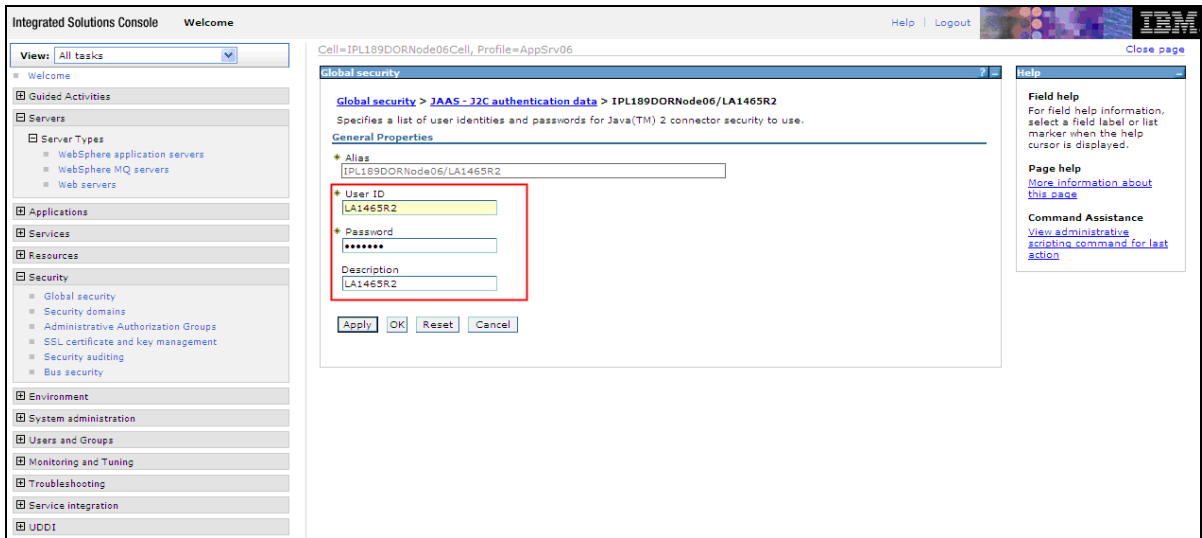 Integrated Solutions Console Welcome
Help | Logout
IBM
View: All tasks
Welcome
Guided Activities
Servers
Server Types
WebSphere application servers
WebSphere MQ servers
Web servers
Applications
Services
Resources
Security
Global security
Security domains
Administrative Authorization Groups
SSL certificate and key management
Security auditing
Bus security
Environment
System administration
Users and Groups
Monitoring and Tuning
Troubleshooting
Service integration
UDDI
Cell=IPL189DORNode06Cell, Profile=AppSrv06
Close page
Global security ? -
Global security > JAAS - J2C authentication data > IPL189DORNode06/LA1465R2
Specifies a list of user identities and passwords for Java(TM) 2 connector security to use.
General Properties
* Alias
IPL189DORNode06/LA1465R2
* User ID
LA1465R2
* Password
•••••••
Description
LA1465R2
Apply OK Reset Cancel
Help -
Field help
For field help information,
select a field label or list
marker when the help
cursor is displayed.
Page help
More information about
this page
Command Assistance
View administrative
scripting command for last
action